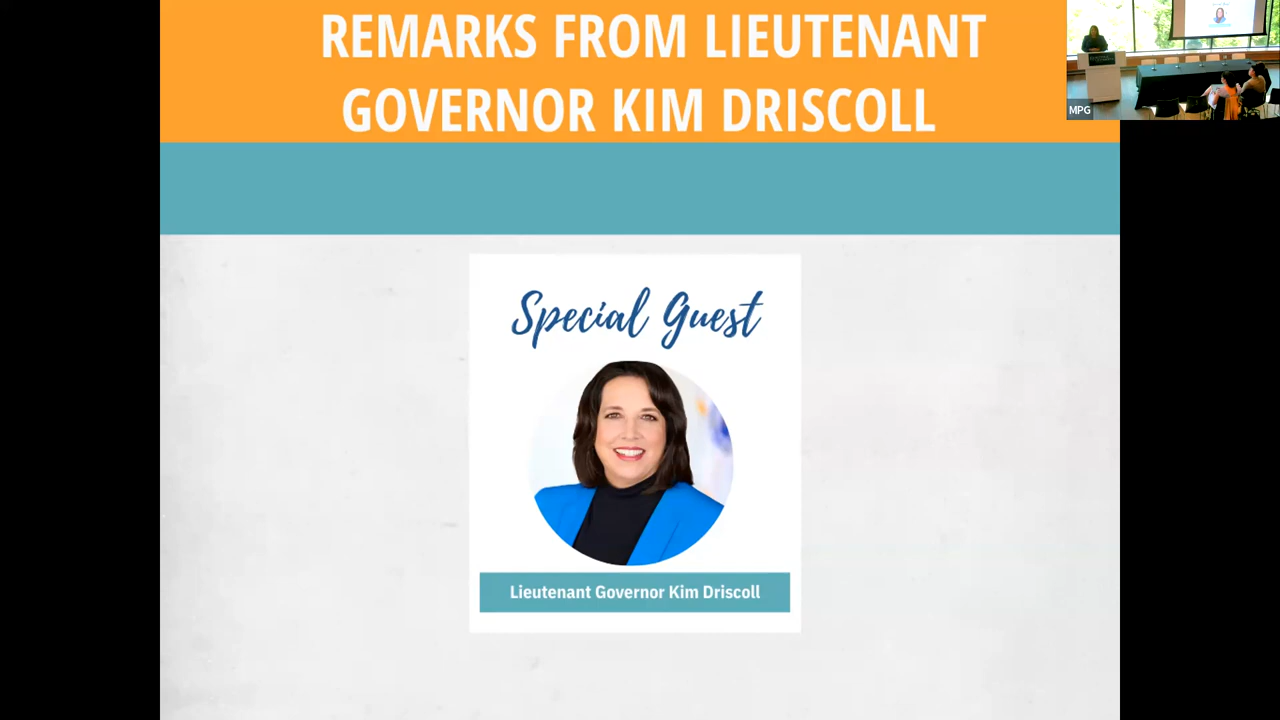 REMARKS FROM LIEUTENANT
GOVERNOR KIM DRISCOLL
MPG
Special Guest
Lieutenant Governor Kim Driscoll